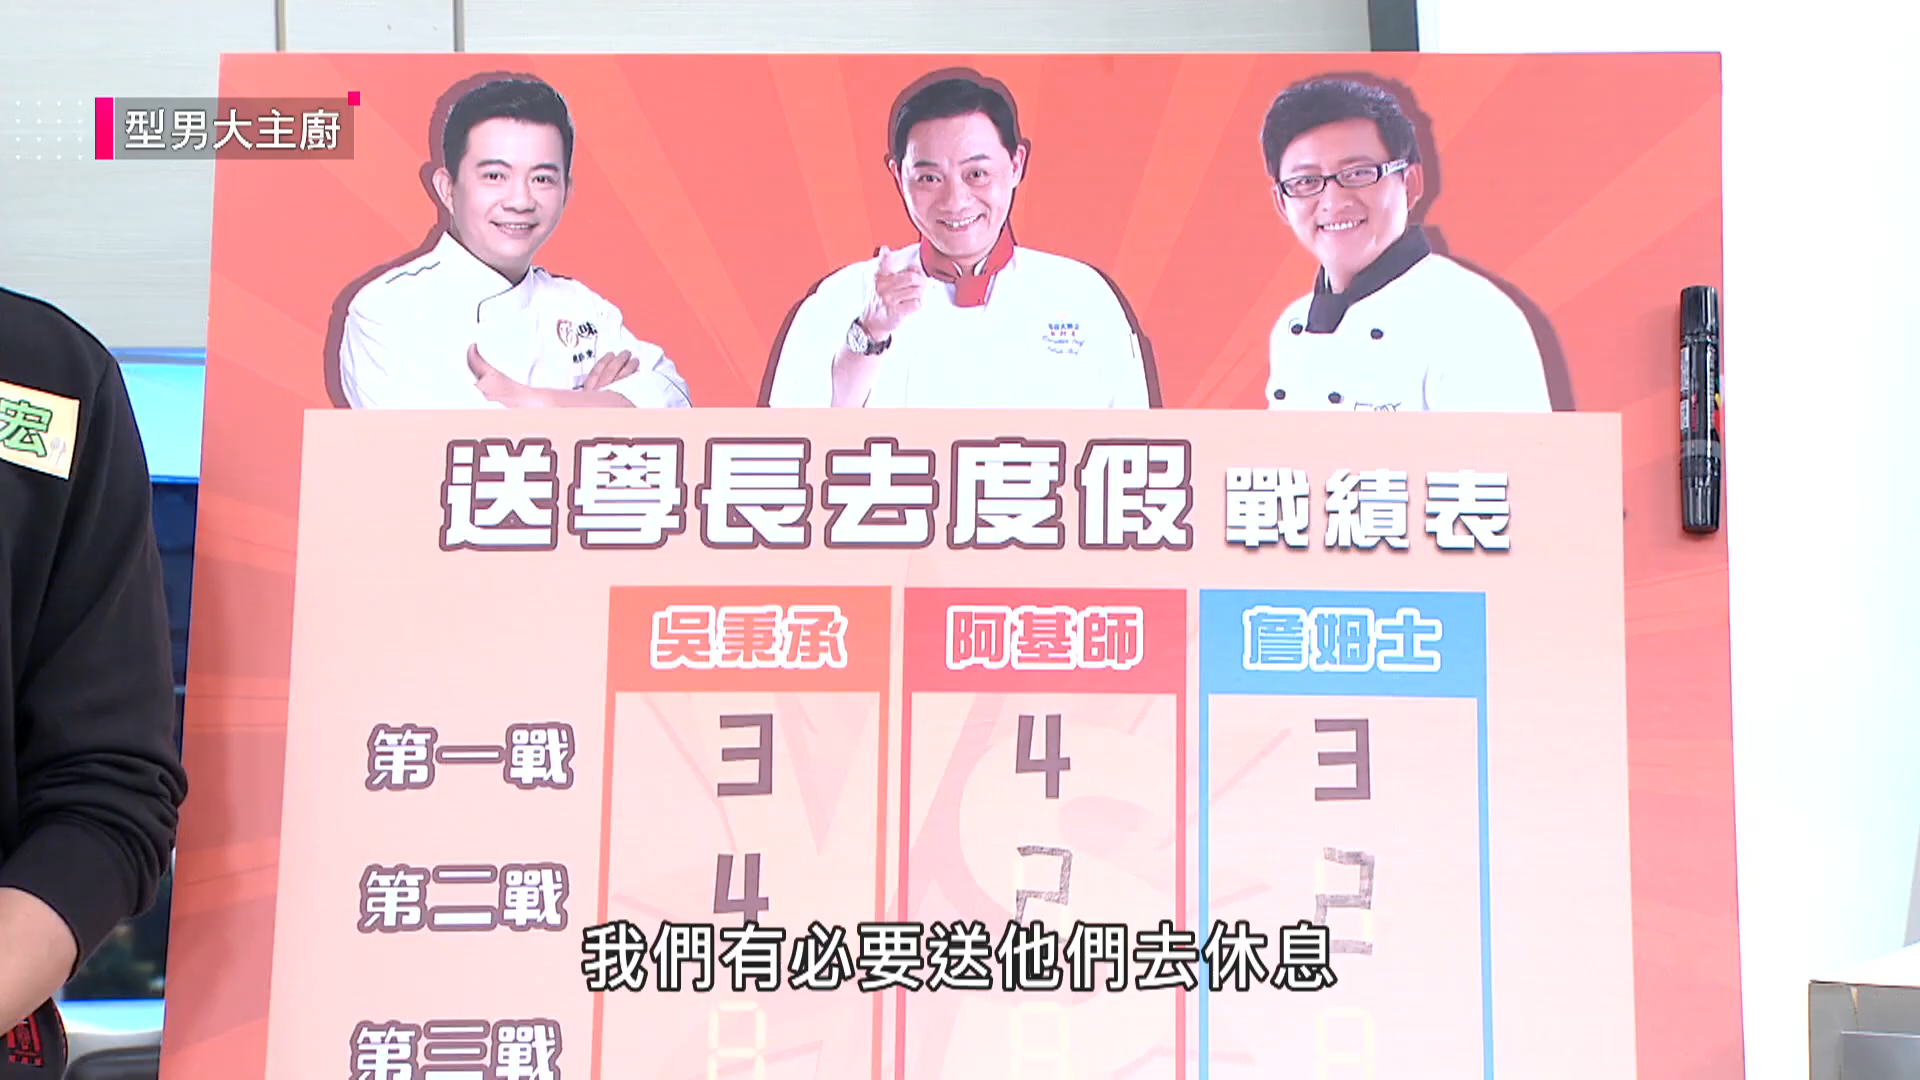 型男大主廚
宏
送學長去度假 戰績表
吳秉承 阿基師 詹姆士
第一戰 3 4 3
第二戰 4 2 2
我們有必要送他們去休息
第三戰